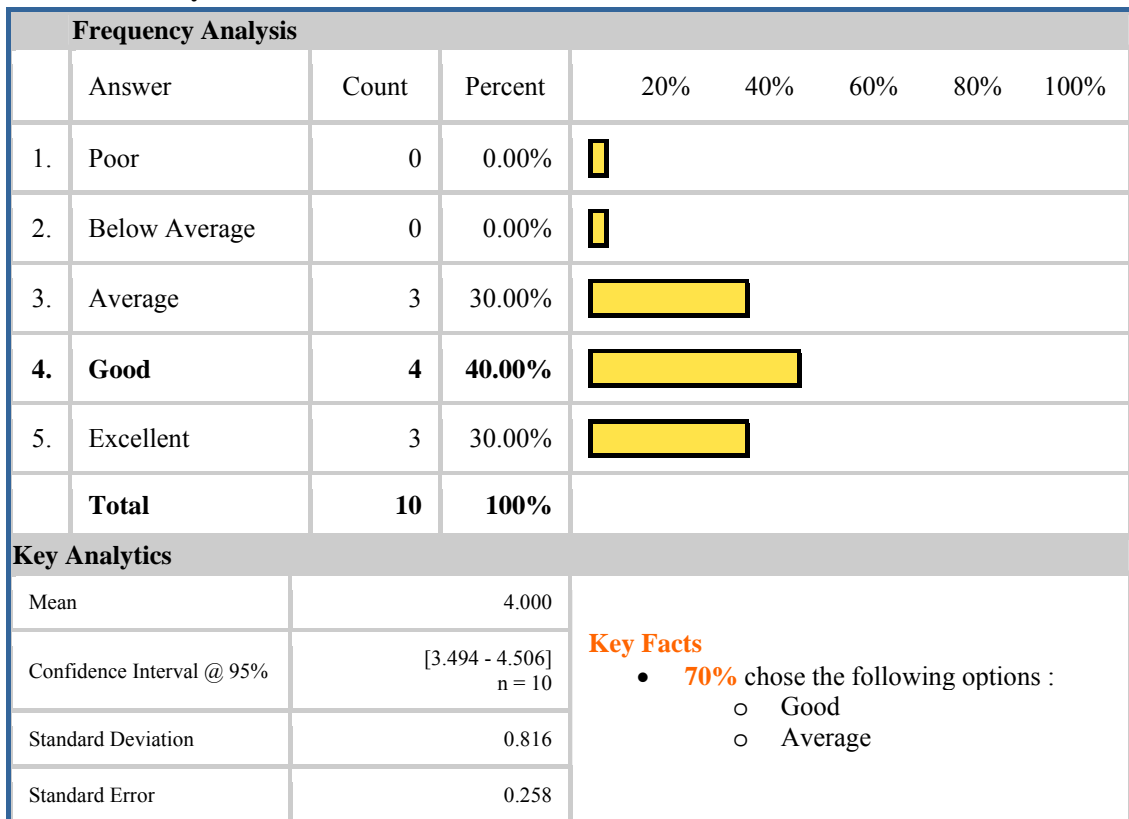 Frequency Analysis
Answer Count Percent 20% 40% 60% 80% 100%
1. Poor 0 0.00%
2. Below Average 0 0.00%
3. Average 3 30.00%
4. Good 4 40.00%
5. Excellent 3 30.00%
Total 10 100%
Key Analytics
Mean 4.000
Confidence Interval @ 95% [3.494 - 4.506]
n = 10
Standard Deviation 0.816
Standard Error 0.258
Key Facts
• 70% chose the following options :
o Good
o Average